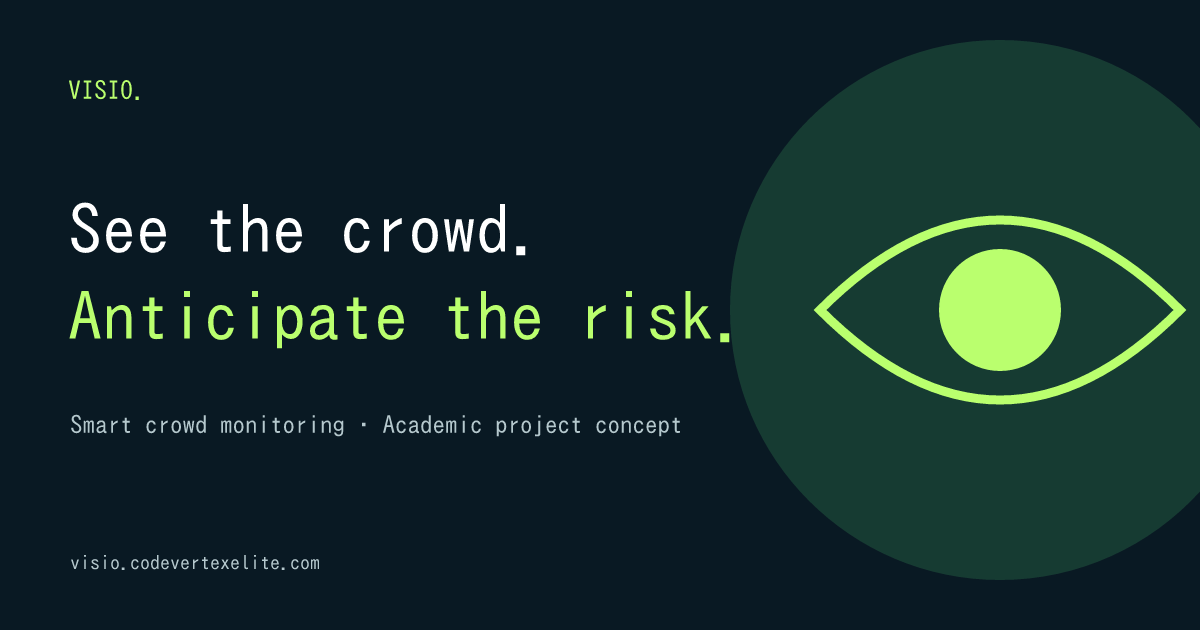 VISIO.
See the crowd.
Anticipate the risk.
Smart crowd monitoring · Academic project concept
visio.codevertexelite.com